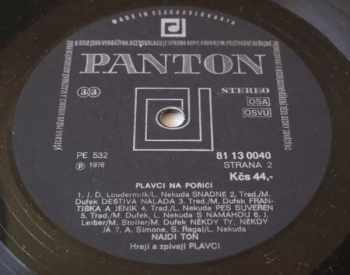 MADE IN CZECHOSLOVAKIA
PANTON
33
STEREO
OSA
OSVU
PE 532
81 13 0040
Ⓟ 1976
STRANA 2
Kčs 44,-
PLAVCI NA POŘÍČÍ
1. J. D. Loudermilk/L. Nekuda SNADNÉ 2. Trad./M.
Dufek DEŠTIVÁ NÁLADA 3. Trad./M. Dufek FRAN-
TIŠKA A JENÍK 4. Trad./L. Nekuda PES SUVERÉN
5. Trad./M. Dufek, L. Nekuda S NÁMAHOU 6. J.
Leiber/M. Stoller/M. Dufek NĚKDY TY, NĚKDY
JÁ 7. A. Simone, S. Ragal/L. Nekuda
NAJDI TÓN
Hrají a zpívají PLAVCI